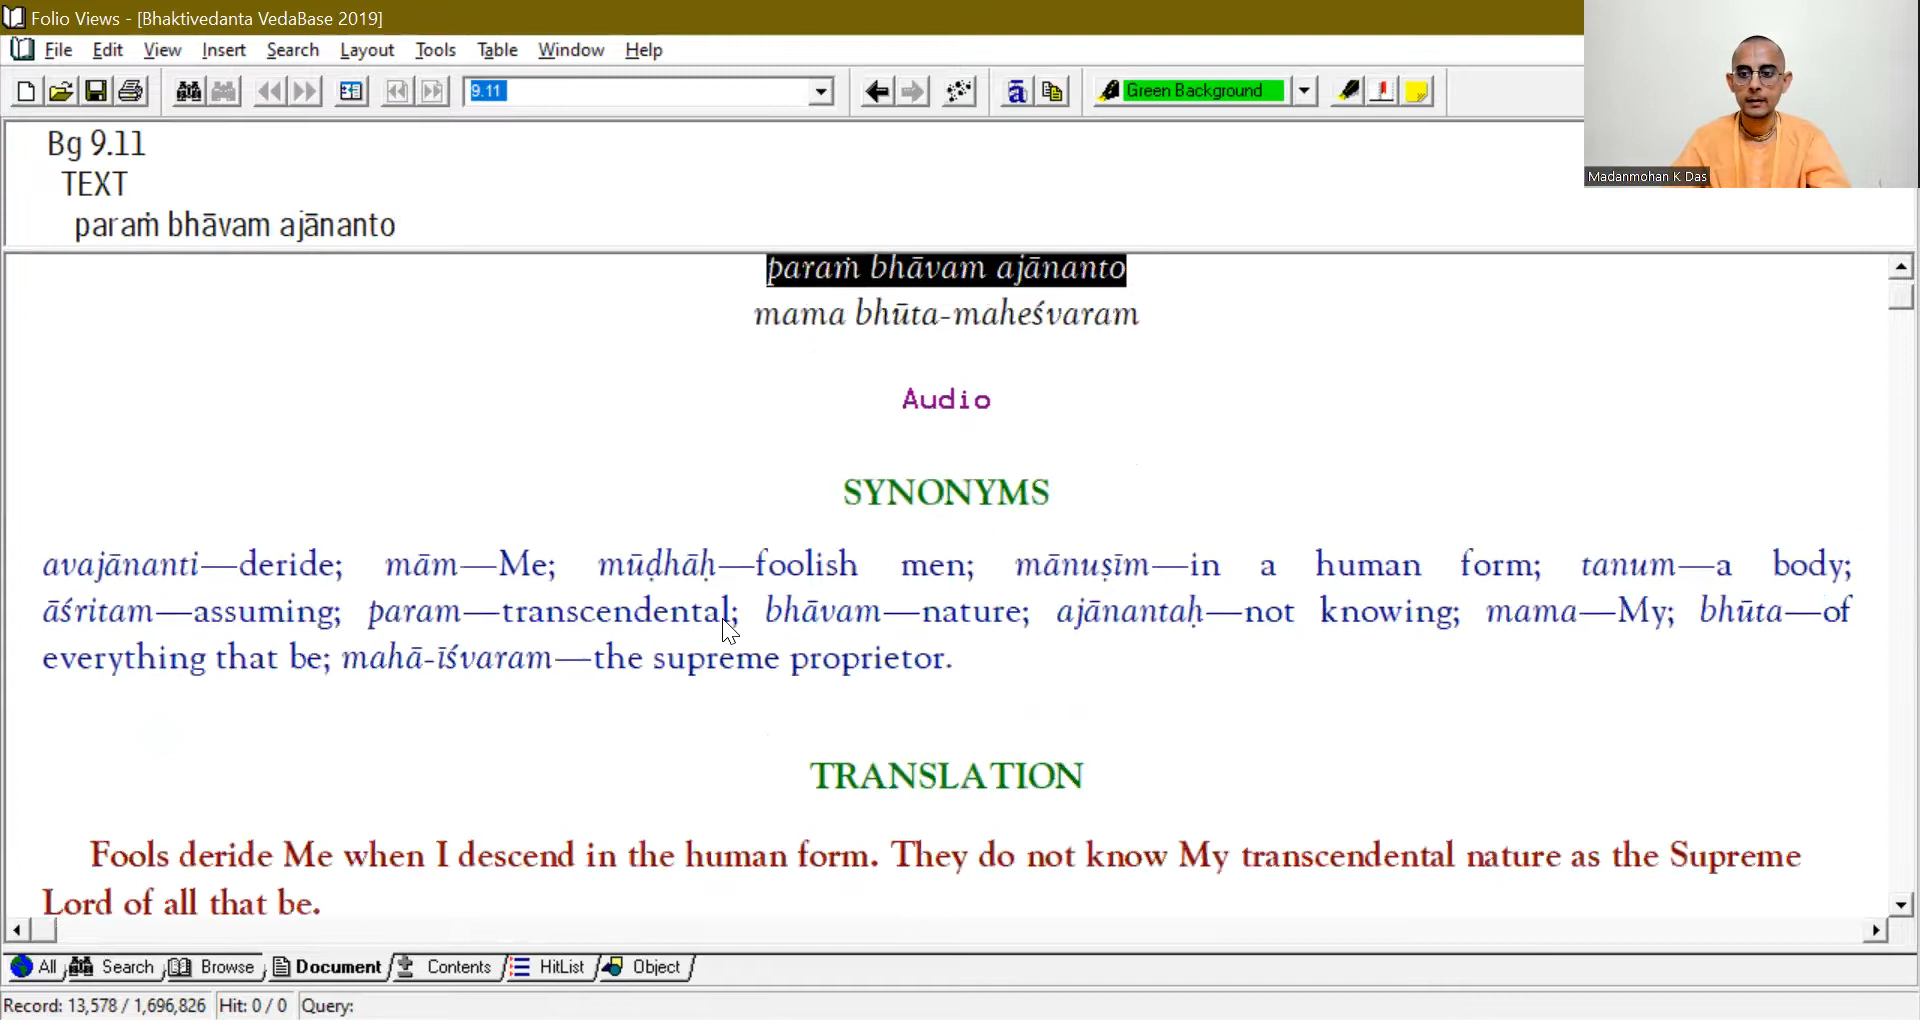 Folio Views - [Bhaktivedanta VedaBase 2019]
File Edit View Insert Search Layout Tools Table Window Help
9.11 Green Background
Madanmohan K Das
Bg 9.11
TEXT
paraṁ bhāvam ajānanto
paraṁ bhāvam ajānanto
mama bhūta-maheśvaram
Audio
SYNONYMS
avajānanti—deride; mām—Me; mūḍhāḥ—foolish men; mānuṣīm—in a human form; tanum—a body;
āśritam—assuming; param—transcendental; bhāvam—nature; ajānantaḥ—not knowing; mama—My; bhūta—of
everything that be; mahā-īśvaram—the supreme proprietor.
TRANSLATION
Fools deride Me when I descend in the human form. They do not know My transcendental nature as the Supreme
Lord of all that be.
All Search Browse Document Contents HitList Object
Record: 13,578 / 1,696,826 Hit: 0 / 0 Query: